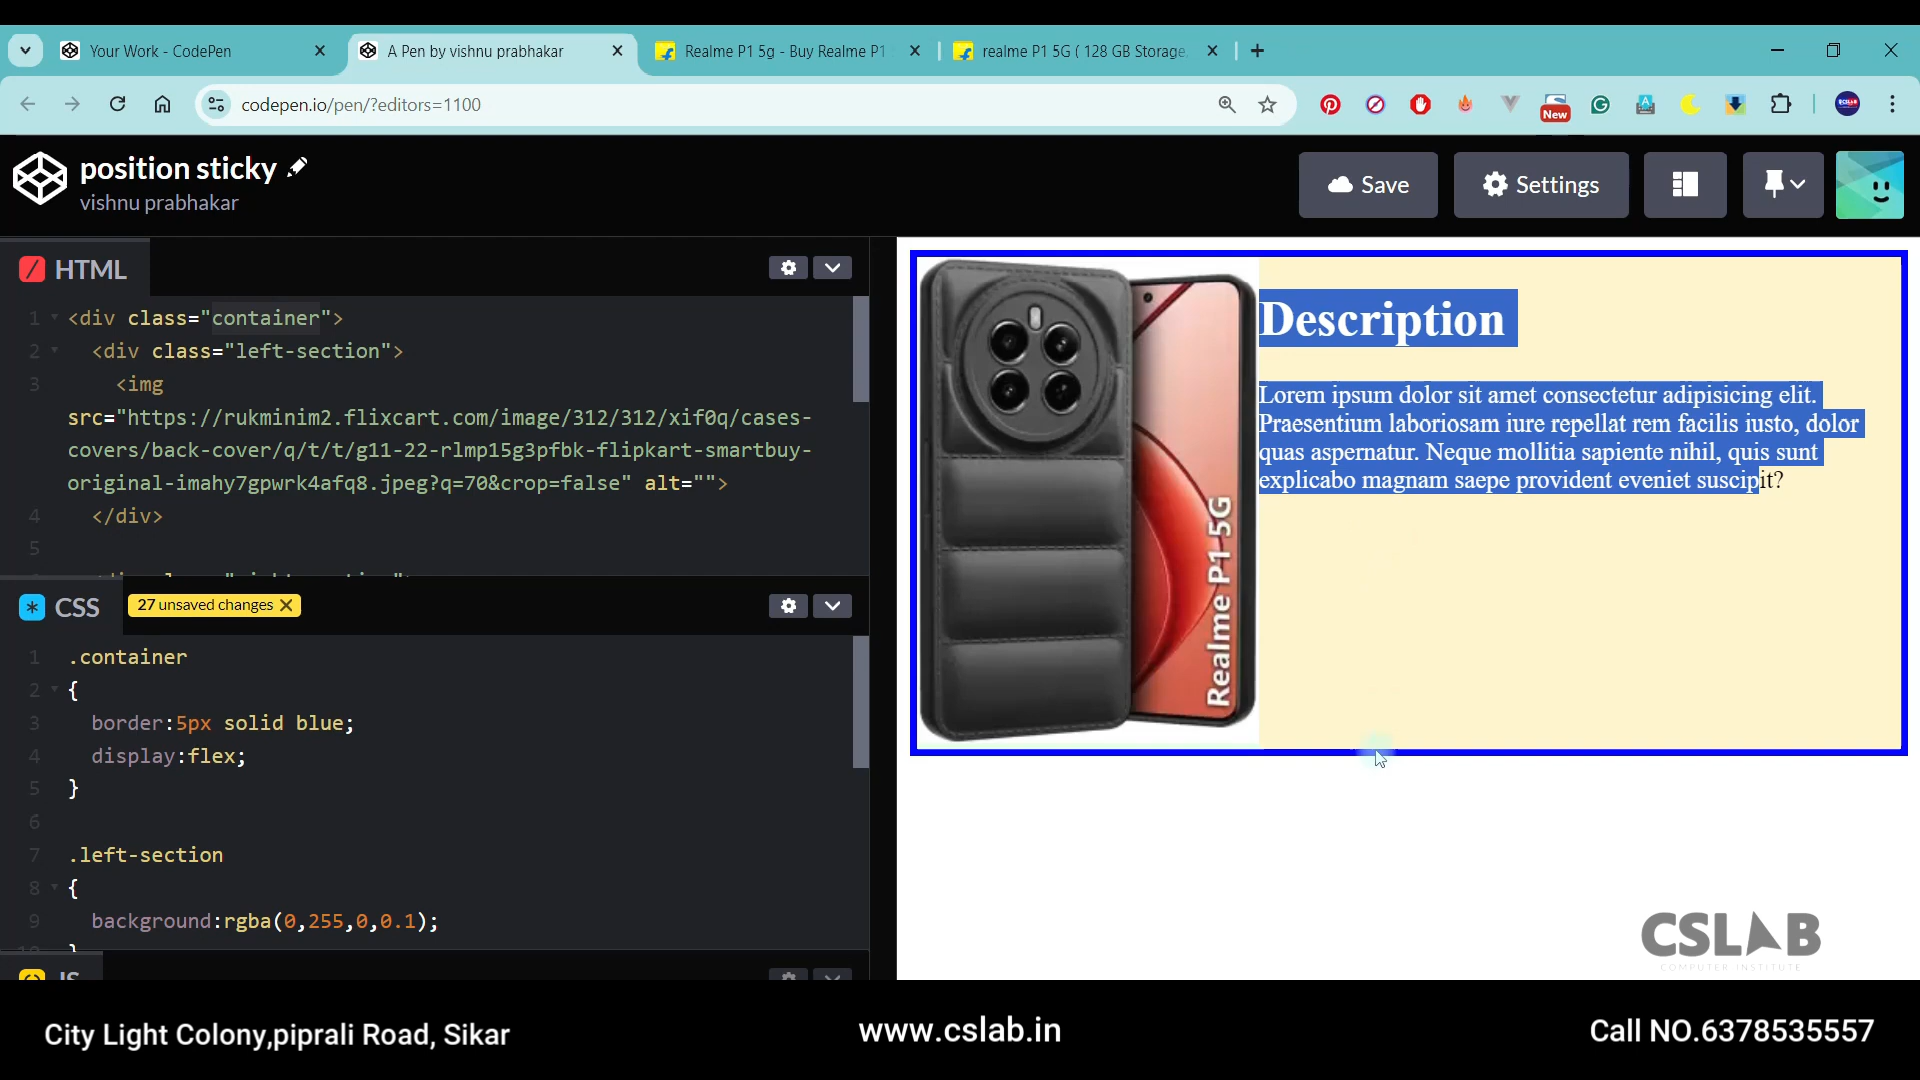 Your Work - CodePen
A Pen by vishnu prabhakar
Realme P1 5g - Buy Realme P1
realme P1 5G ( 128 GB Storage,
codepen.io/pen/?editors=1100
New
position sticky
vishnu prabhakar
Save
Settings
HTML
1 <div class="container">
2 <div class="left-section">
3 <img
src="https://rukminim2.flixcart.com/image/312/312/xif0q/cases-
covers/back-cover/q/t/t/g11-22-rlmp15g3pfbk-flipkart-smartbuy-
original-imahy7gpwrk4afq8.jpeg?q=70&crop=false" alt="">
4 </div>
5
CSS
27 unsaved changes
1 .container
2 {
3 border:5px solid blue;
4 display:flex;
5 }
6
7 .left-section
8 {
9 background:rgba(0,255,0,0.1);
10 }
JS
Realme P1 5G
Description
Lorem ipsum dolor sit amet consectetur adipisicing elit.
Praesentium laboriosam iure repellat rem facilis iusto, dolor
quas aspernatur. Neque mollitia sapiente nihil, quis sunt
explicabo magnam saepe provident eveniet suscipit?
CSLAB
COMPUTER INSTITUTE
City Light Colony,piprali Road, Sikar
www.cslab.in
Call NO.6378535557